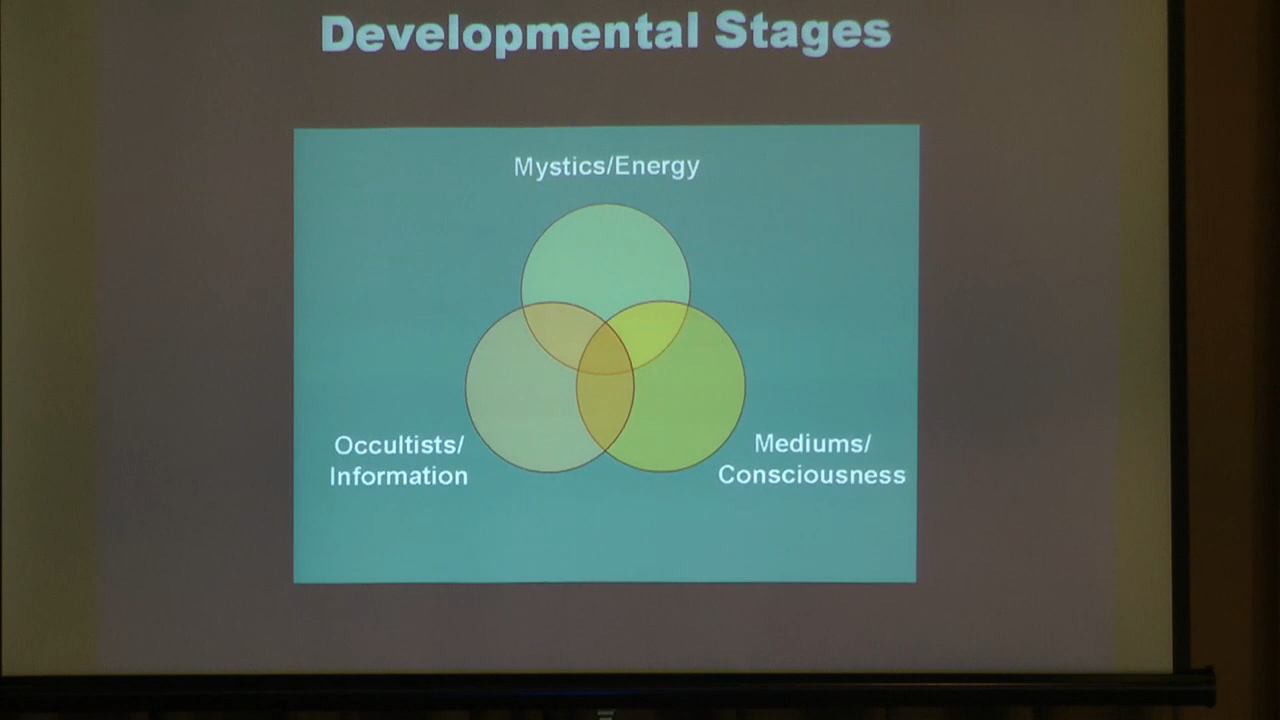 Developmental Stages
Mystics/Energy
Occultists/
Information
Mediums/
Consciousness